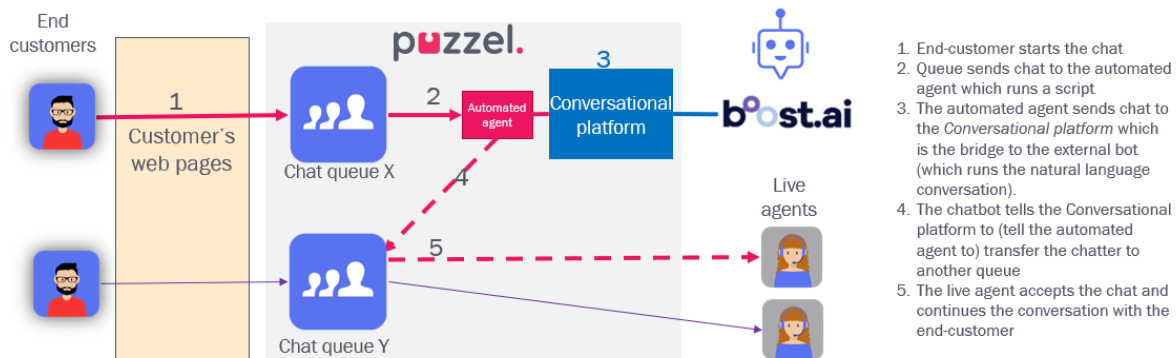 End
customers
puzzel.
1
Customer's
web pages
Chat queue X
2
Automated
agent
3
Conversational
platform
boost.ai
4
Chat queue Y
5
Live
agents
1. End-customer starts the chat
2. Queue sends chat to the automated
agent which runs a script
3. The automated agent sends chat to
the Conversational platform which
is the bridge to the external bot
(which runs the natural language
conversation).
4. The chatbot tells the Conversational
platform to (tell the automated
agent to) transfer the chatter to
another queue
5. The live agent accepts the chat and
continues the conversation with the
end-customer